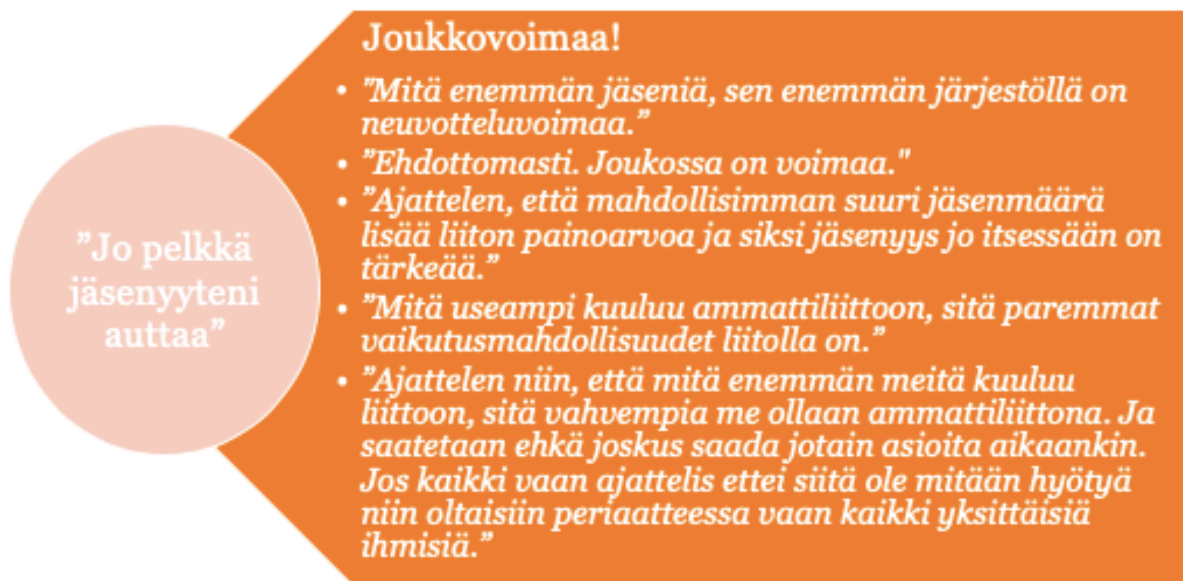 ”Jo pelkkä
jäsenyyteni
auttaa”
Joukkovoimaa!
• ”Mitä enemmän jäseniä, sen enemmän järjestöllä on
neuvotteluvoimaa.”
• ”Ehdottomasti. Joukossa on voimaa."
• ”Ajattelen, että mahdollisimman suuri jäsenmäärä
lisää liiton painoarvoa ja siksi jäsenyys jo itsessään on
tärkeää.”
• ”Mitä useampi kuuluu ammattiliittoon, sitä paremmat
vaikutusmahdollisuudet liitolla on.”
• ”Ajattelen niin, että mitä enemmän meitä kuuluu
liittoon, sitä vahvempia me ollaan ammattiliittona. Ja
saatetaan ehkä joskus saada jotain asioita aikaankin.
Jos kaikki vaan ajattelis ettei siitä ole mitään hyötyä
niin oltaisiin periaatteessa vaan kaikki yksittäisiä
ihmisiä.”